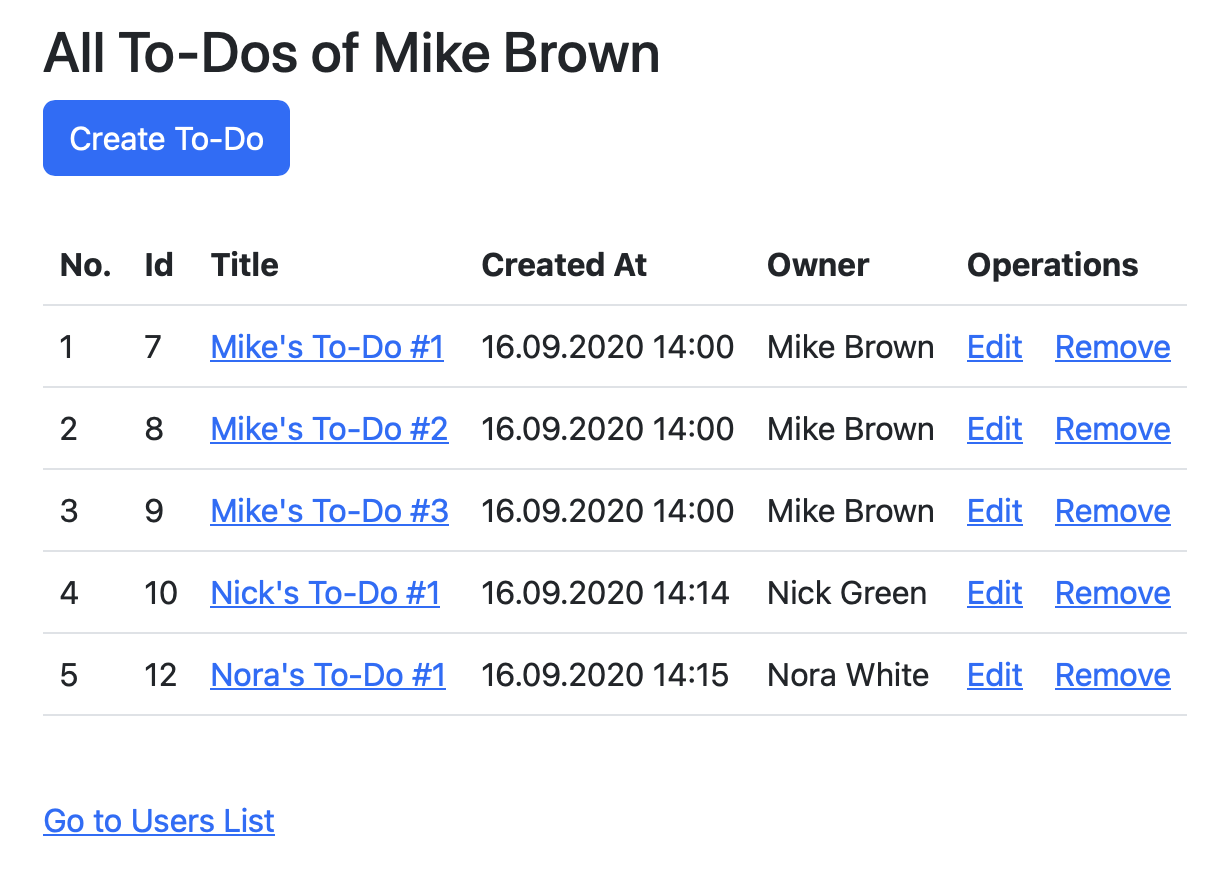 All To-Dos of Mike Brown
Create To-Do
No. Id Title Created At Owner Operations
1 7 Mike's To-Do #1 16.09.2020 14:00 Mike Brown Edit Remove
2 8 Mike's To-Do #2 16.09.2020 14:00 Mike Brown Edit Remove
3 9 Mike's To-Do #3 16.09.2020 14:00 Mike Brown Edit Remove
4 10 Nick's To-Do #1 16.09.2020 14:14 Nick Green Edit Remove
5 12 Nora's To-Do #1 16.09.2020 14:15 Nora White Edit Remove
Go to Users List